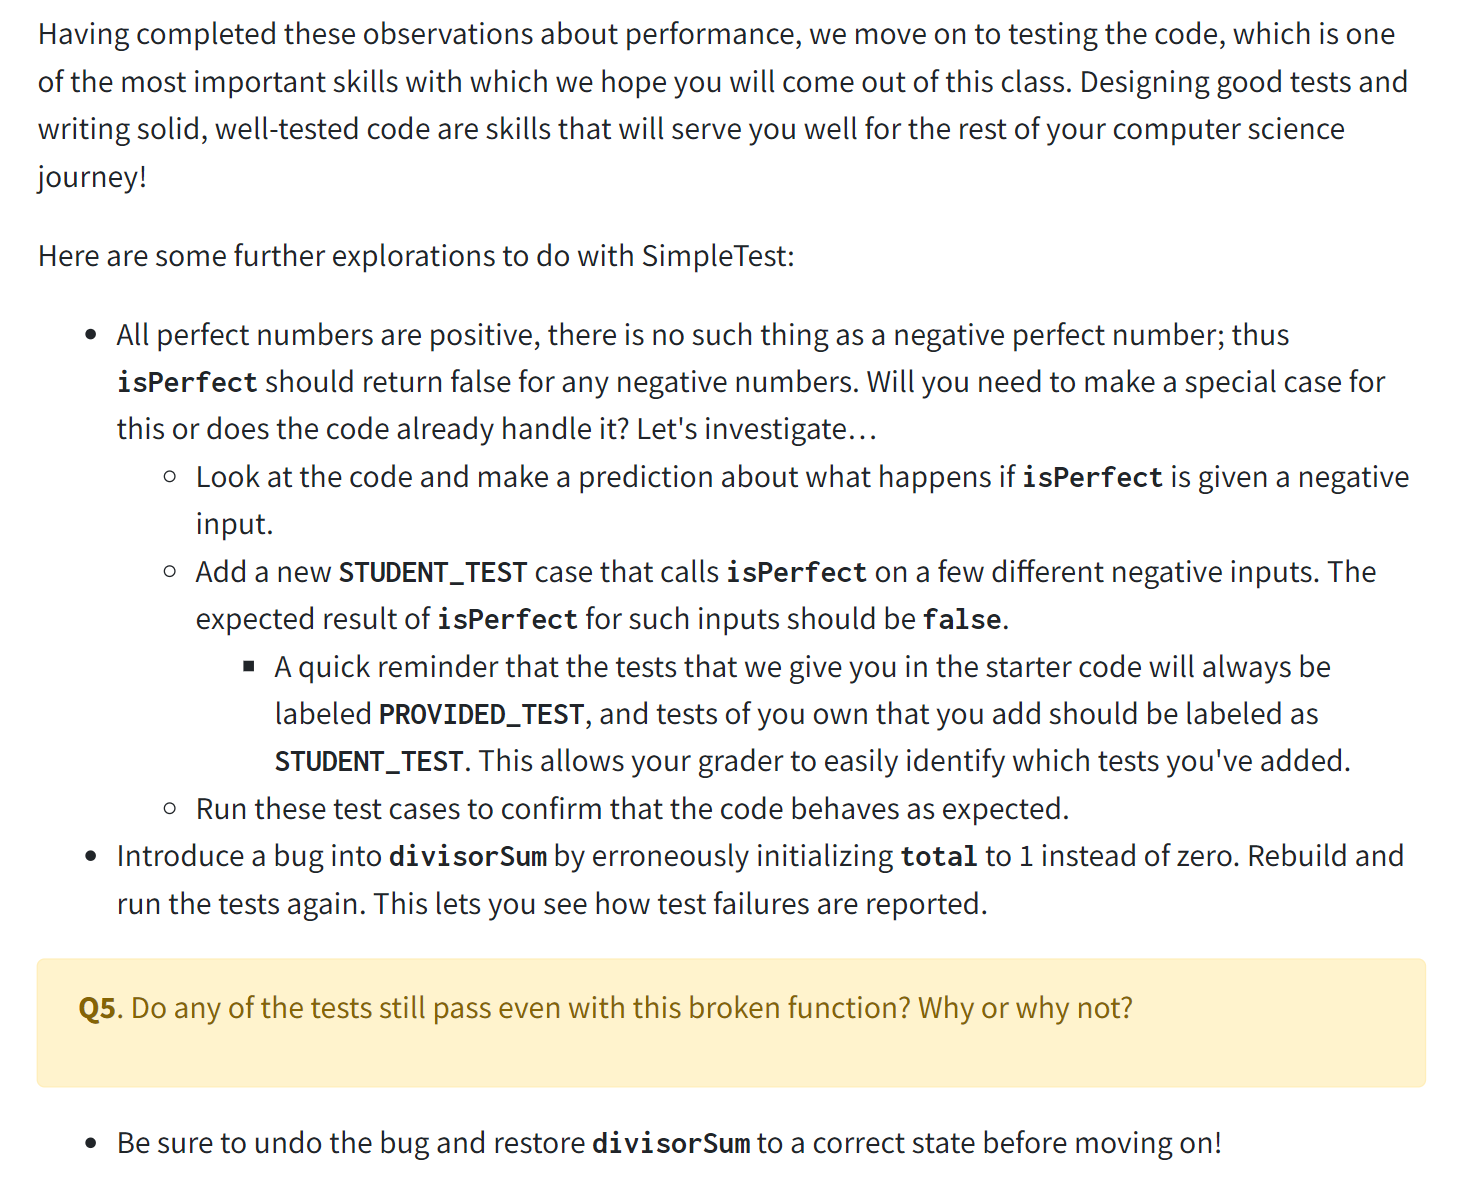 Having completed these observations about performance, we move on to testing the code, which is one
of the most important skills with which we hope you will come out of this class. Designing good tests and
writing solid, well-tested code are skills that will serve you well for the rest of your computer science
journey!
Here are some further explorations to do with SimpleTest:
• All perfect numbers are positive, there is no such thing as a negative perfect number; thus
isPerfect should return false for any negative numbers. Will you need to make a special case for
this or does the code already handle it? Let's investigate…
○ Look at the code and make a prediction about what happens if isPerfect is given a negative
input.
○ Add a new STUDENT_TEST case that calls isPerfect on a few different negative inputs. The
expected result of isPerfect for such inputs should be false.
▪ A quick reminder that the tests that we give you in the starter code will always be
labeled PROVIDED_TEST, and tests of you own that you add should be labeled as
STUDENT_TEST. This allows your grader to easily identify which tests you've added.
○ Run these test cases to confirm that the code behaves as expected.
• Introduce a bug into divisorSum by erroneously initializing total to 1 instead of zero. Rebuild and
run the tests again. This lets you see how test failures are reported.
Q5. Do any of the tests still pass even with this broken function? Why or why not?
• Be sure to undo the bug and restore divisorSum to a correct state before moving on!